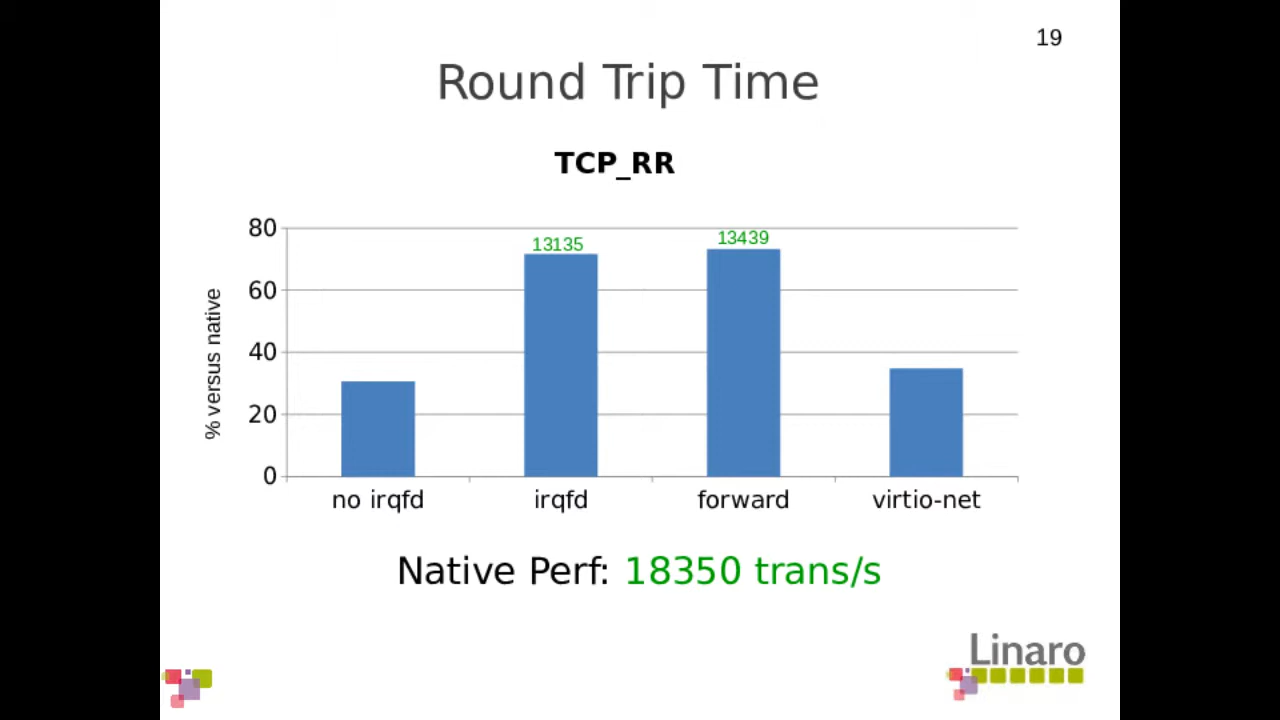 19
Round Trip Time
TCP_RR
80
60
40
20
0
% versus native
13135
13439
no irqfd
irqfd
forward
virtio-net
Native Perf: 18350 trans/s
Linaro